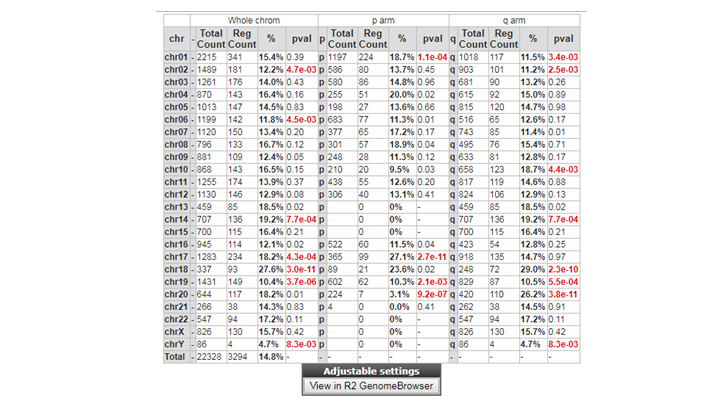 Whole chrom p arm q arm
chr - Total Count Reg Count % pval p Total Count Reg Count % pval q Total Count Reg Count % pval
chr01 - 2215 341 15.4% 0.39 p 1197 224 18.7% 1.1e-04 q 1018 117 11.5% 3.4e-03
chr02 - 1489 181 12.2% 4.7e-03 p 586 80 13.7% 0.45 q 903 101 11.2% 2.5e-03
chr03 - 1261 176 14.0% 0.43 p 580 86 14.8% 0.96 q 681 90 13.2% 0.26
chr04 - 870 143 16.4% 0.16 p 255 51 20.0% 0.02 q 615 92 15.0% 0.89
chr05 - 1013 147 14.5% 0.83 p 198 27 13.6% 0.66 q 815 120 14.7% 0.98
chr06 - 1199 142 11.8% 4.5e-03 p 683 77 11.3% 0.01 q 516 65 12.6% 0.17
chr07 - 1120 150 13.4% 0.20 p 377 65 17.2% 0.17 q 743 85 11.4% 0.01
chr08 - 796 133 16.7% 0.12 p 301 57 18.9% 0.04 q 495 76 15.4% 0.71
chr09 - 881 109 12.4% 0.05 p 248 28 11.3% 0.12 q 633 81 12.8% 0.17
chr10 - 868 143 16.5% 0.15 p 210 20 9.5% 0.03 q 658 123 18.7% 4.4e-03
chr11 - 1255 174 13.9% 0.37 p 438 55 12.6% 0.20 q 817 119 14.6% 0.88
chr12 - 1130 146 12.9% 0.08 p 306 40 13.1% 0.41 q 824 106 12.9% 0.13
chr13 - 459 85 18.5% 0.02 p 0 0% - q 459 85 18.5% 0.02
chr14 - 707 136 19.2% 7.7e-04 p 0 0% - q 707 136 19.2% 7.7e-04
chr15 - 700 115 16.4% 0.21 p 0 0% - q 700 115 16.4% 0.21
chr16 - 945 114 12.1% 0.02 p 522 60 11.5% 0.04 q 423 54 12.8% 0.25
chr17 - 1283 234 18.2% 4.3e-04 p 365 99 27.1% 2.7e-11 q 918 135 14.7% 0.97
chr18 - 337 93 27.6% 3.0e-11 p 89 21 23.6% 0.02 q 248 72 29.0% 2.3e-10
chr19 - 1431 149 10.4% 3.7e-06 p 602 62 10.3% 2.1e-03 q 829 87 10.5% 5.5e-04
chr20 - 644 117 18.2% 0.01 p 224 7 3.1% 9.2e-07 q 420 110 26.2% 3.8e-11
chr21 - 266 38 14.3% 0.83 p 4 0 0.0% 0.41 q 262 38 14.5% 0.91
chr22 - 547 94 17.2% 0.11 p 0 0% - q 547 94 17.2% 0.11
chrX - 826 130 15.7% 0.42 p 0 0% - q 826 130 15.7% 0.42
chrY - 86 4 4.7% 8.3e-03 p 0 0% - q 86 4 4.7% 8.3e-03
Total - 22328 3294 14.8% - - - - - - - - - - -
Adjustable settings
View in R2 GenomeBrowser